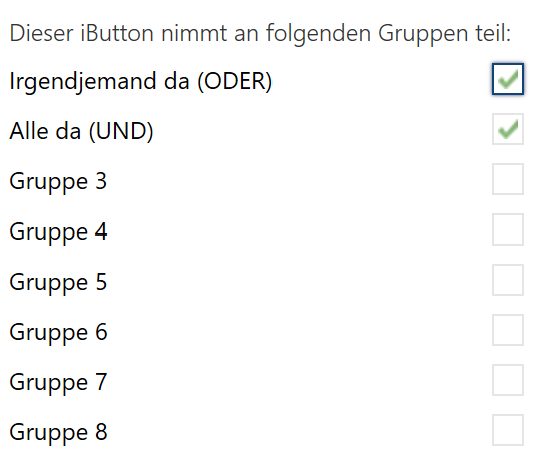 Dieser iButton nimmt an folgenden Gruppen teil:
Irgendjemand da (ODER)
Alle da (UND)
Gruppe 3
Gruppe 4
Gruppe 5
Gruppe 6
Gruppe 7
Gruppe 8